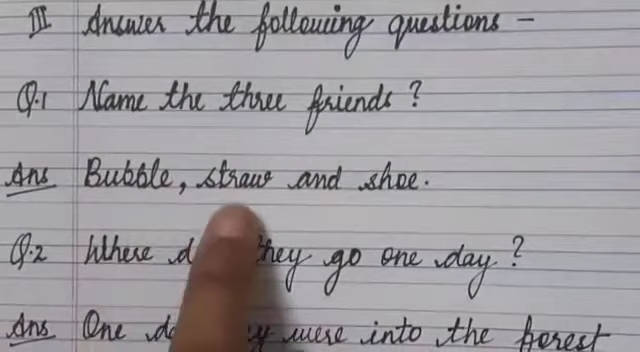 III Answer the following questions -
Q.1 Name the three friends ?
Ans Bubble, straw and shoe.
Q.2 Where they go one day ?
Ans One were into the forest